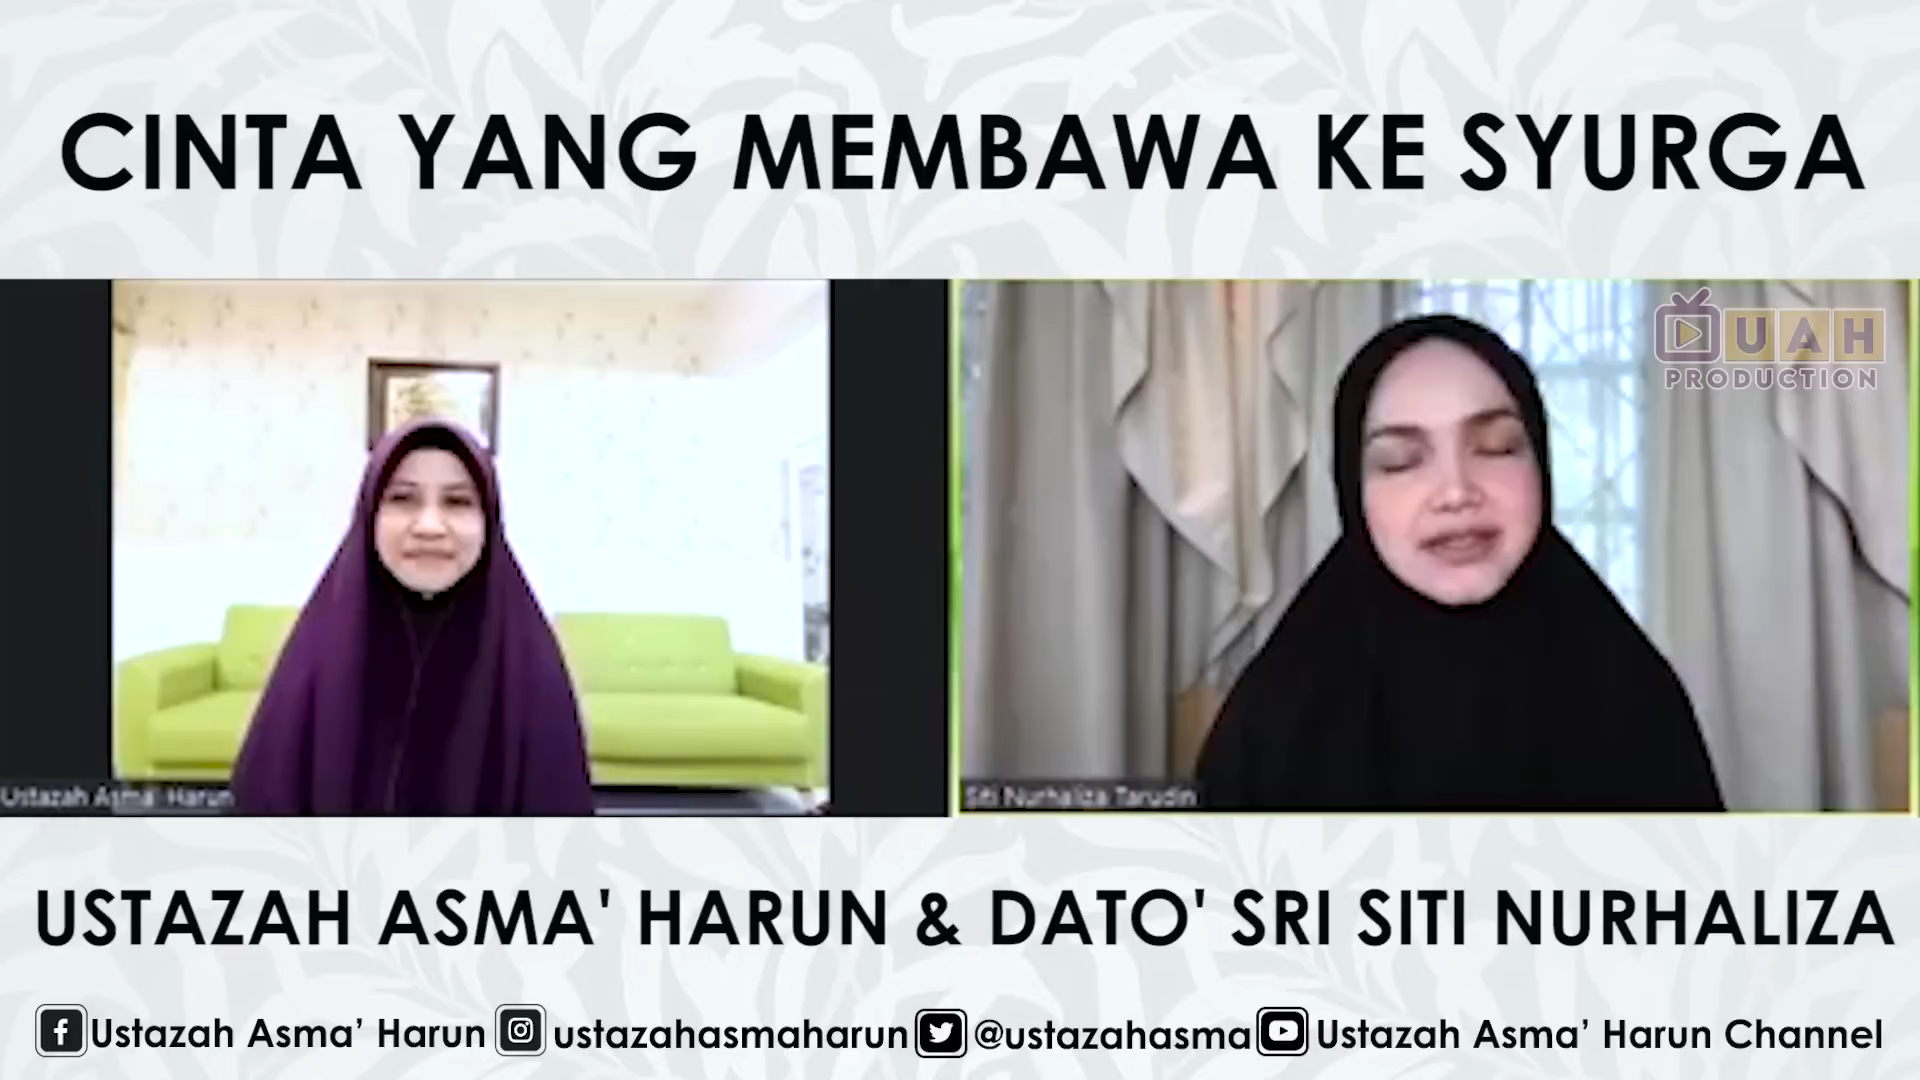 CINTA YANG MEMBAWA KE SYURGA
UAH
PRODUCTION
Ustazah Asma' Harun
Siti Nurhaliza Tarudin
USTAZAH ASMA' HARUN & DATO' SRI SITI NURHALIZA
Ustazah Asma’ Harun ustazahasmaharun @ustazahasma Ustazah Asma’ Harun Channel